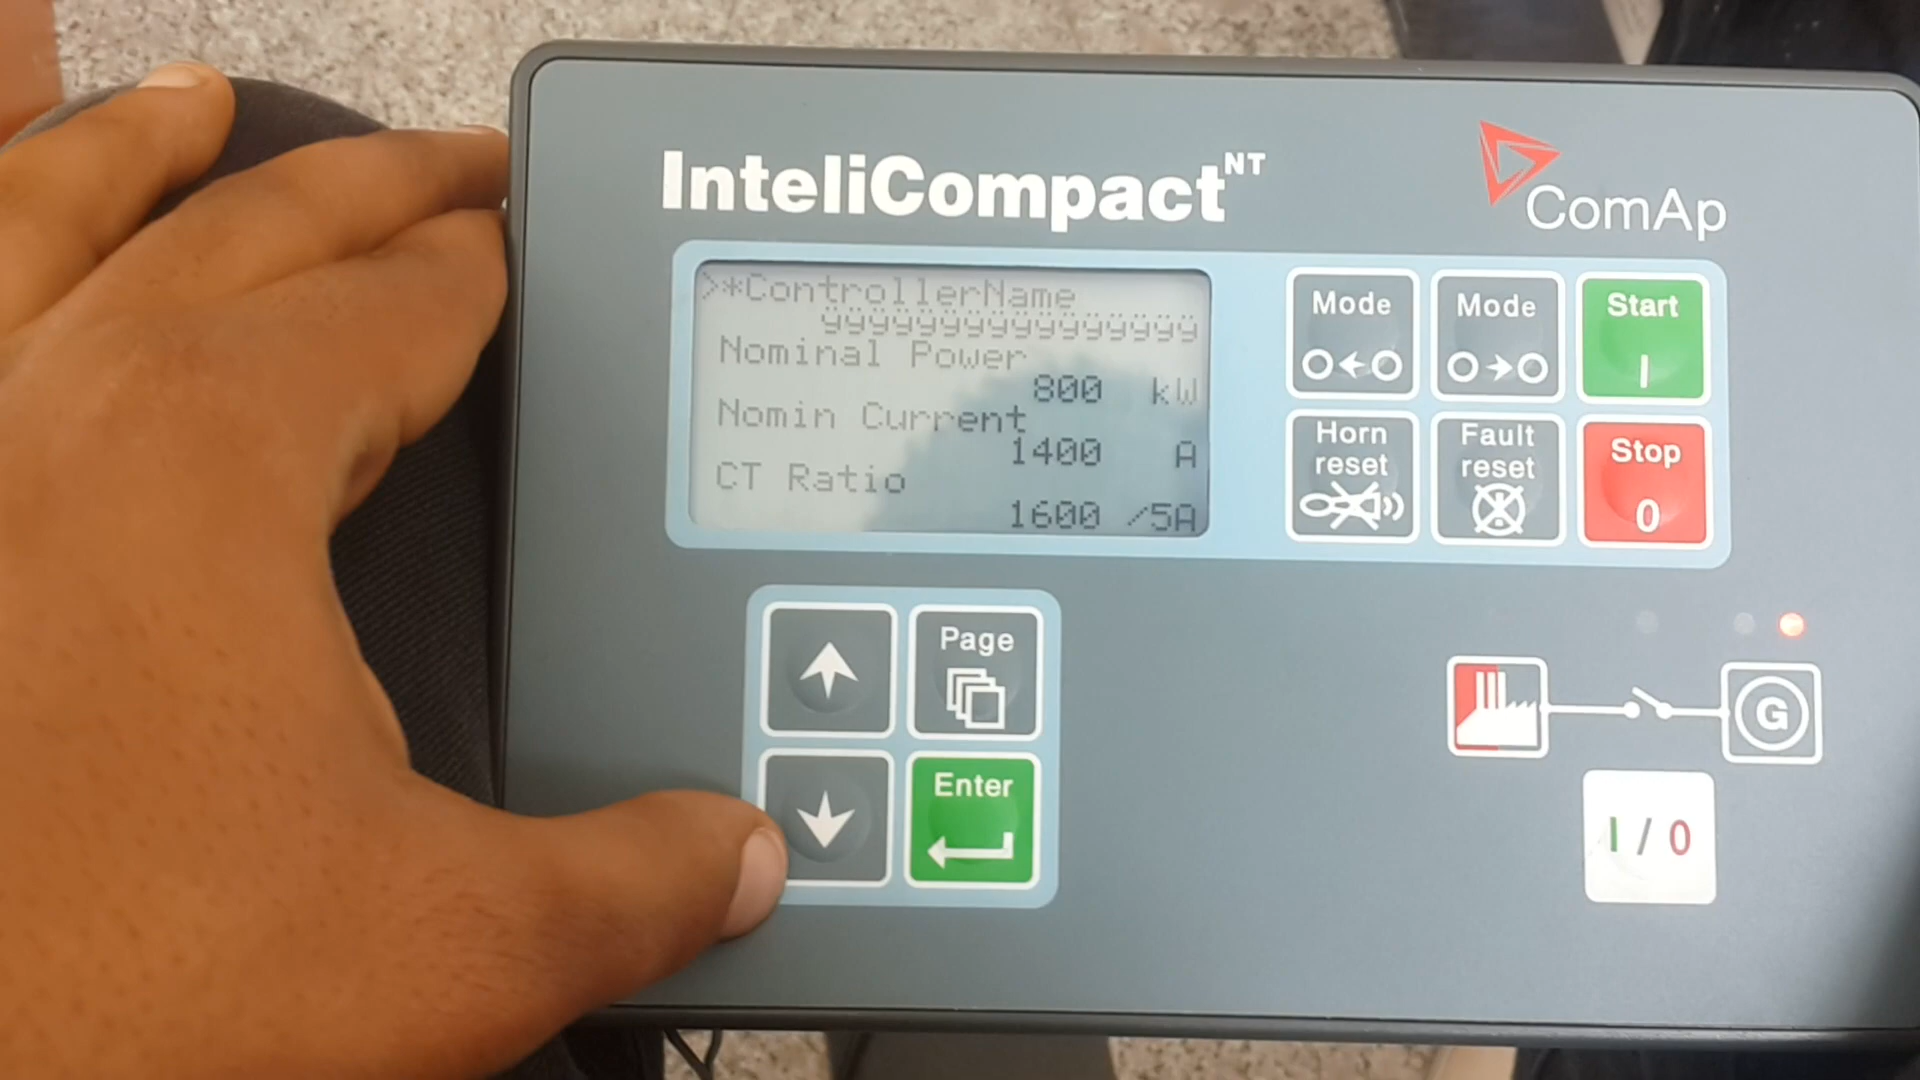 InteliCompact NT
ComAp
>*ControllerName
ÿÿÿÿÿÿÿÿÿÿÿÿÿÿÿÿ
Nominal Power
800 kW
Nomin Current
1400 A
CT Ratio
1600 /5A
Mode
Mode
Start
I
Horn
reset
Fault
reset
Stop
0
Page
Enter
G
I / 0